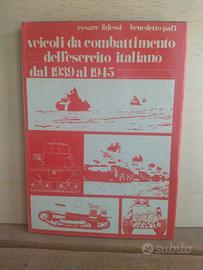 cesare falessi benedetto pafi
veicoli da combattimento
dell'esercito italiano
dal 1939 al 1945
subito